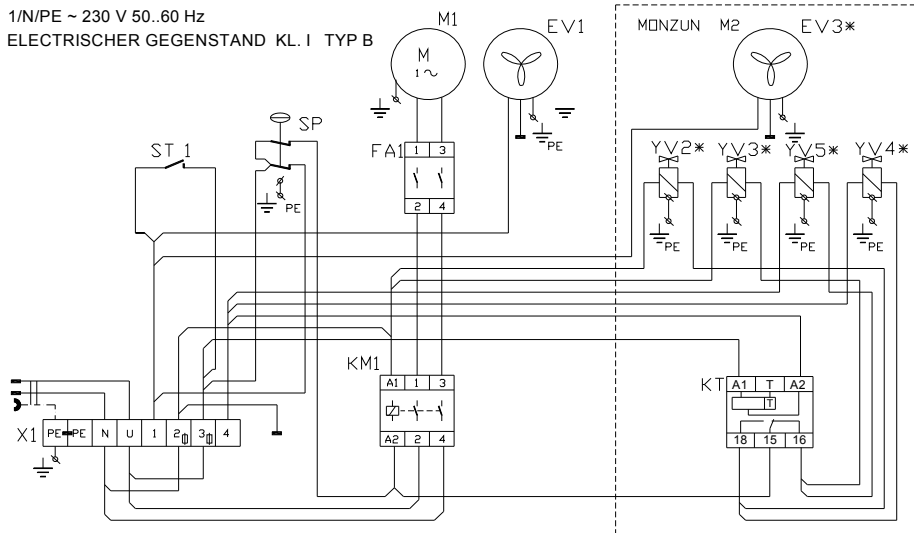 1/N/PE ~ 230 V 50..60 Hz
ELECTRISCHER GEGENSTAND KL. I TYP B
M1
EV1
MONZUN M2
EV3*
M
1~
SP
ST 1
FA1
1 3
2 4
PE
PE
PE
YV2*
YV3*
YV5*
YV4*
PE
PE
PE
PE
KM1
A1 1 3
A2 2 4
KT
A1 T A2
T
18 15 16
X1
PE PE N U 1 2 3 4